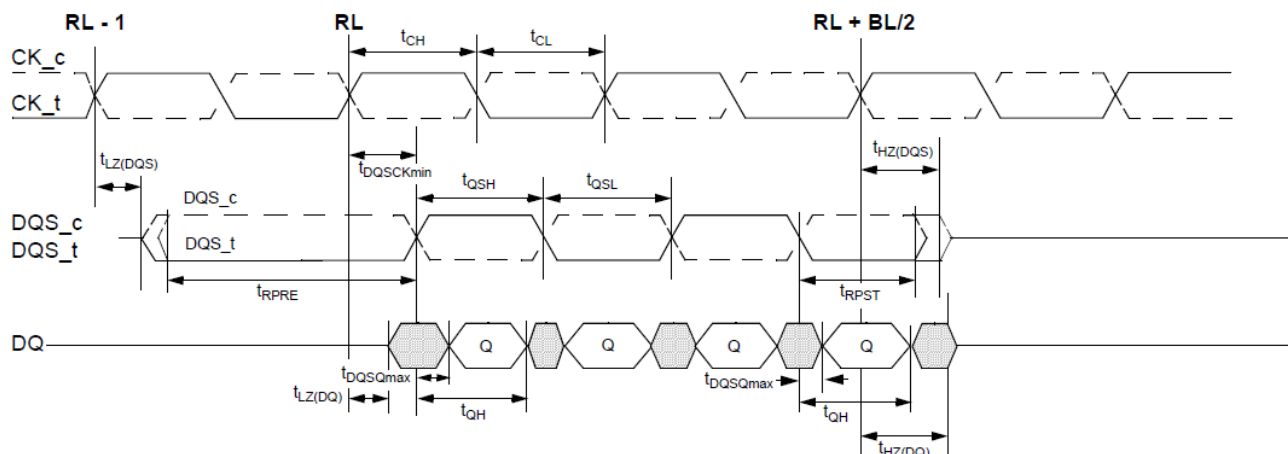 RL - 1 RL RL + BL/2
tCH tCL
CK_c
CK_t
tLZ(DQS) tDQSCKmin tHZ(DQS)
tQSH tQSL
DQS_c
DQS_c
DQS_t DQS_t
tRPRE tRPST
DQ Q Q Q Q
tDQSQmax tDQSQmax
tLZ(DQ) tQH tQH
tHZ(DQ)